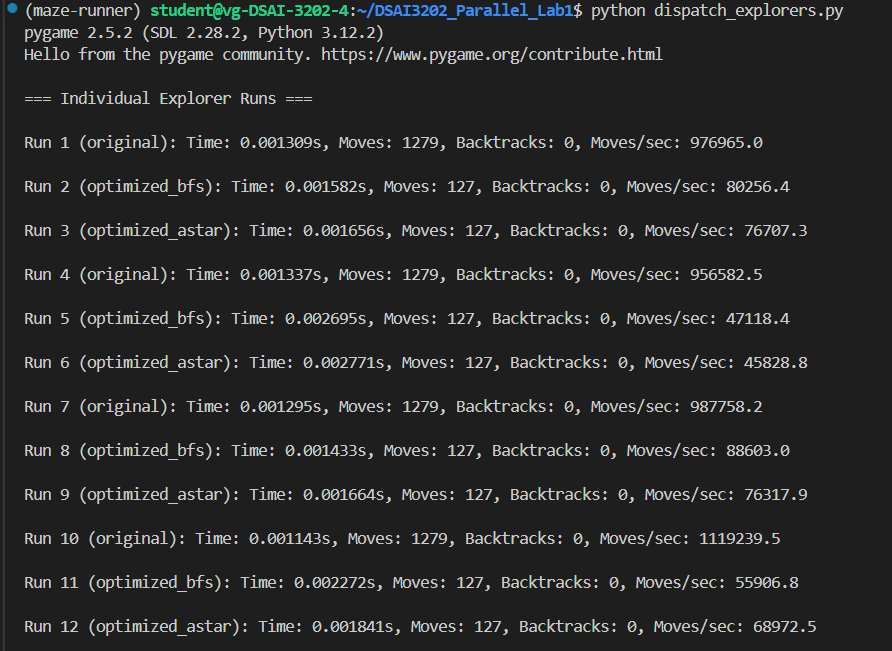 (maze-runner) student@vg-DSAI-3202-4:~/DSAI3202_Parallel_Lab1$ python dispatch_explorers.py
pygame 2.5.2 (SDL 2.28.2, Python 3.12.2)
Hello from the pygame community. https://www.pygame.org/contribute.html
=== Individual Explorer Runs ===
Run 1 (original): Time: 0.001309s, Moves: 1279, Backtracks: 0, Moves/sec: 976965.0
Run 2 (optimized_bfs): Time: 0.001582s, Moves: 127, Backtracks: 0, Moves/sec: 80256.4
Run 3 (optimized_astar): Time: 0.001656s, Moves: 127, Backtracks: 0, Moves/sec: 76707.3
Run 4 (original): Time: 0.001337s, Moves: 1279, Backtracks: 0, Moves/sec: 956582.5
Run 5 (optimized_bfs): Time: 0.002695s, Moves: 127, Backtracks: 0, Moves/sec: 47118.4
Run 6 (optimized_astar): Time: 0.002771s, Moves: 127, Backtracks: 0, Moves/sec: 45828.8
Run 7 (original): Time: 0.001295s, Moves: 1279, Backtracks: 0, Moves/sec: 987758.2
Run 8 (optimized_bfs): Time: 0.001433s, Moves: 127, Backtracks: 0, Moves/sec: 88603.0
Run 9 (optimized_astar): Time: 0.001664s, Moves: 127, Backtracks: 0, Moves/sec: 76317.9
Run 10 (original): Time: 0.001143s, Moves: 1279, Backtracks: 0, Moves/sec: 1119239.5
Run 11 (optimized_bfs): Time: 0.002272s, Moves: 127, Backtracks: 0, Moves/sec: 55906.8
Run 12 (optimized_astar): Time: 0.001841s, Moves: 127, Backtracks: 0, Moves/sec: 68972.5